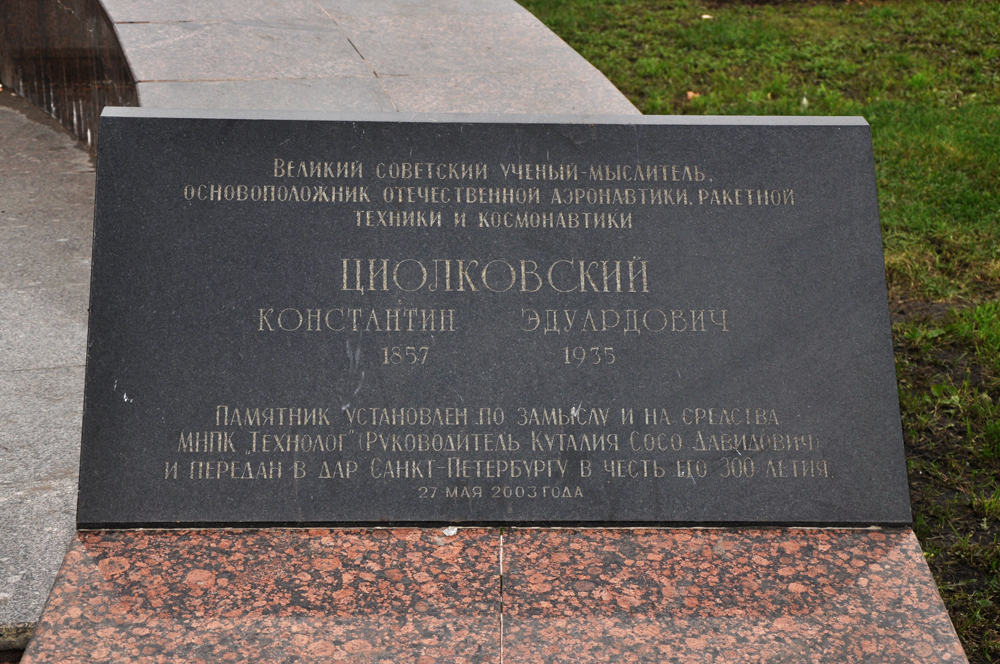 Великий советский ученый-мыслитель,
основоположник отечественной аэронавтики, ракетной
техники и космонавтики
ЦИОЛКОВСКИЙ
КОНСТАНТИН ЭДУАРДОВИЧ
1857 1935
Памятник установлен по замыслу и на средства
МНПК „Технолог" (Руководитель Куталия Сосо Давидович)
и передан в дар Санкт-Петербургу в честь его 300 летия.
27 мая 2003 года